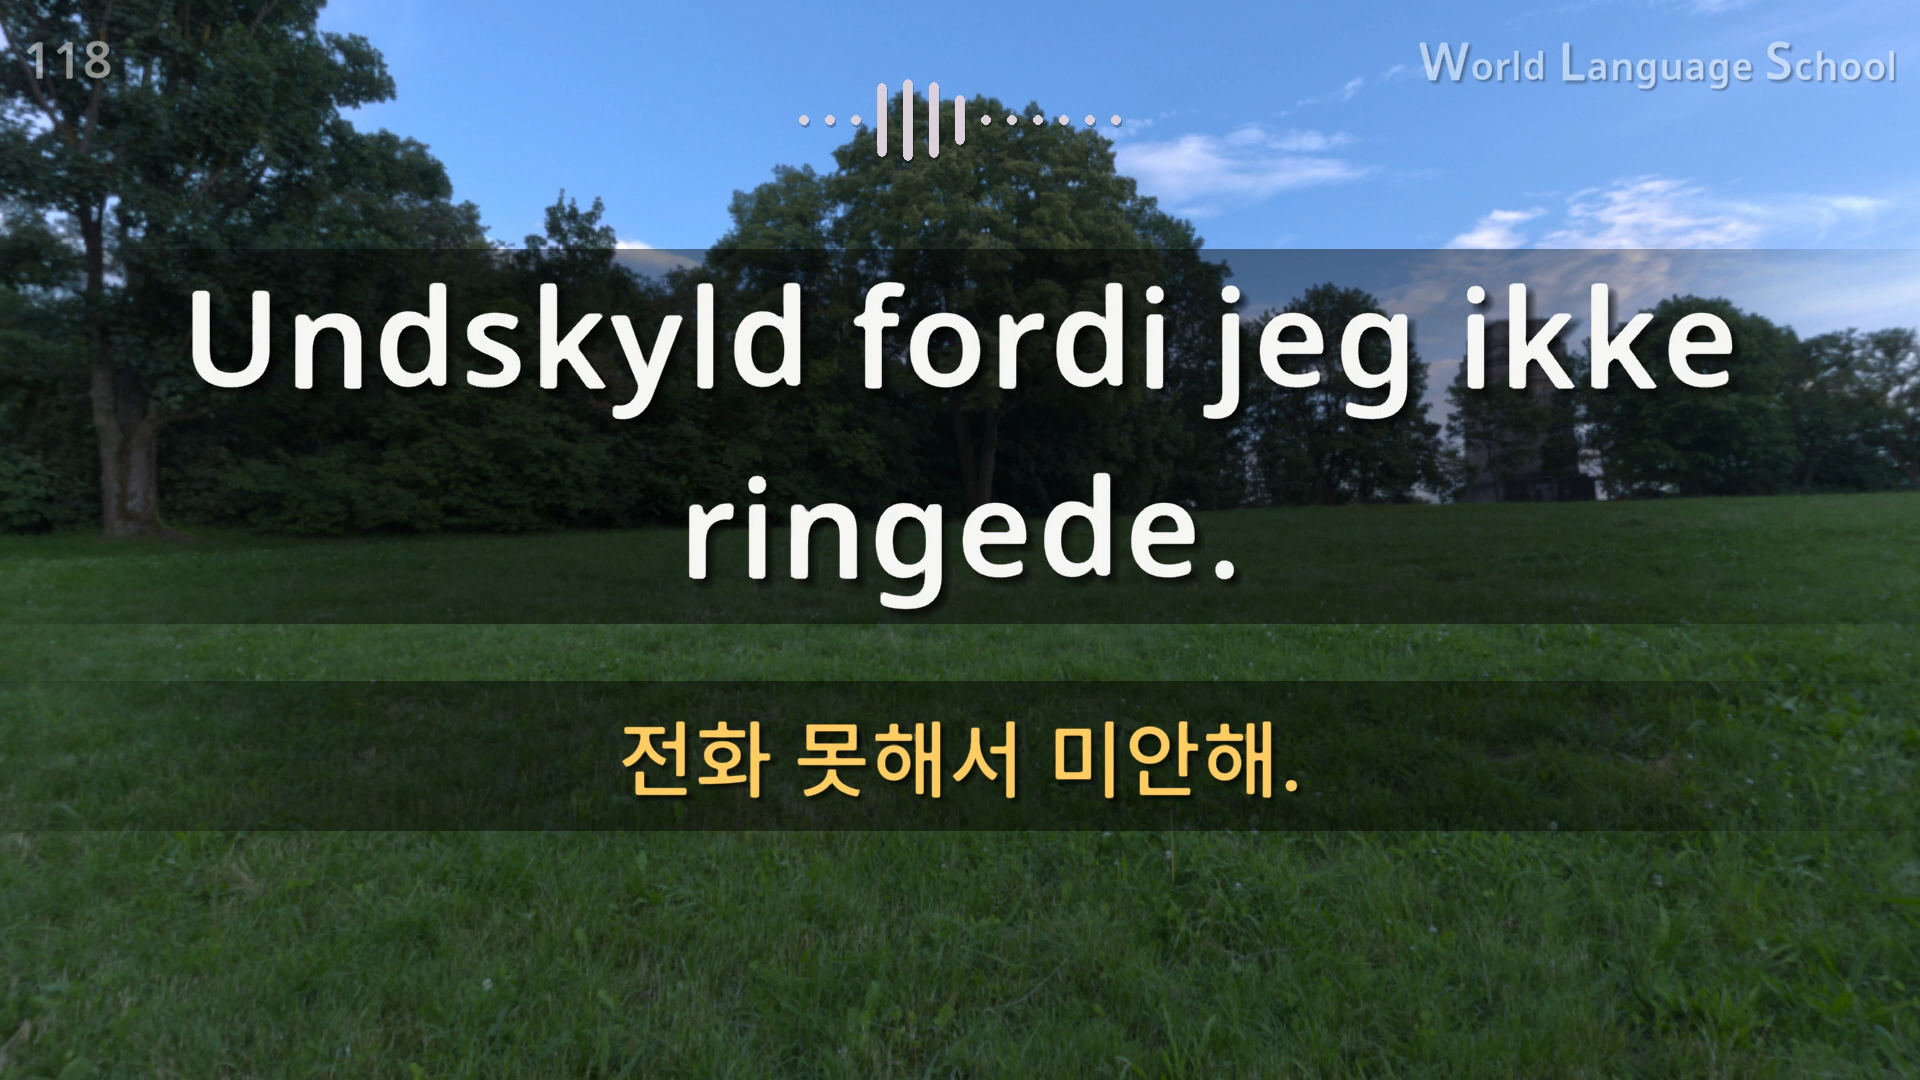 118
World Language School
Undskyld fordi jeg ikke
ringede.
전화 못해서 미안해.